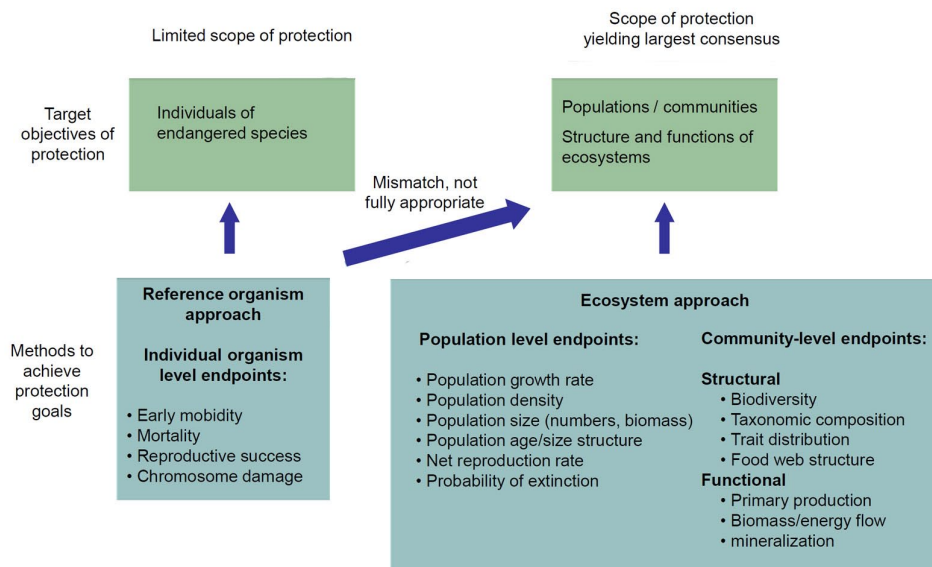 Limited scope of protection
Scope of protection
yielding largest consensus
Target
objectives of
protection
Individuals of
endangered species
Populations / communities
Structure and functions of
ecosystems
Mismatch, not
fully appropriate
Methods to
achieve
protection
goals
Reference organism
approach
Individual organism
level endpoints:
• Early mobidity
• Mortality
• Reproductive success
• Chromosome damage
Ecosystem approach
Population level endpoints:
• Population growth rate
• Population density
• Population size (numbers, biomass)
• Population age/size structure
• Net reproduction rate
• Probability of extinction
Community-level endpoints:
Structural
• Biodiversity
• Taxonomic composition
• Trait distribution
• Food web structure
Functional
• Primary production
• Biomass/energy flow
• mineralization